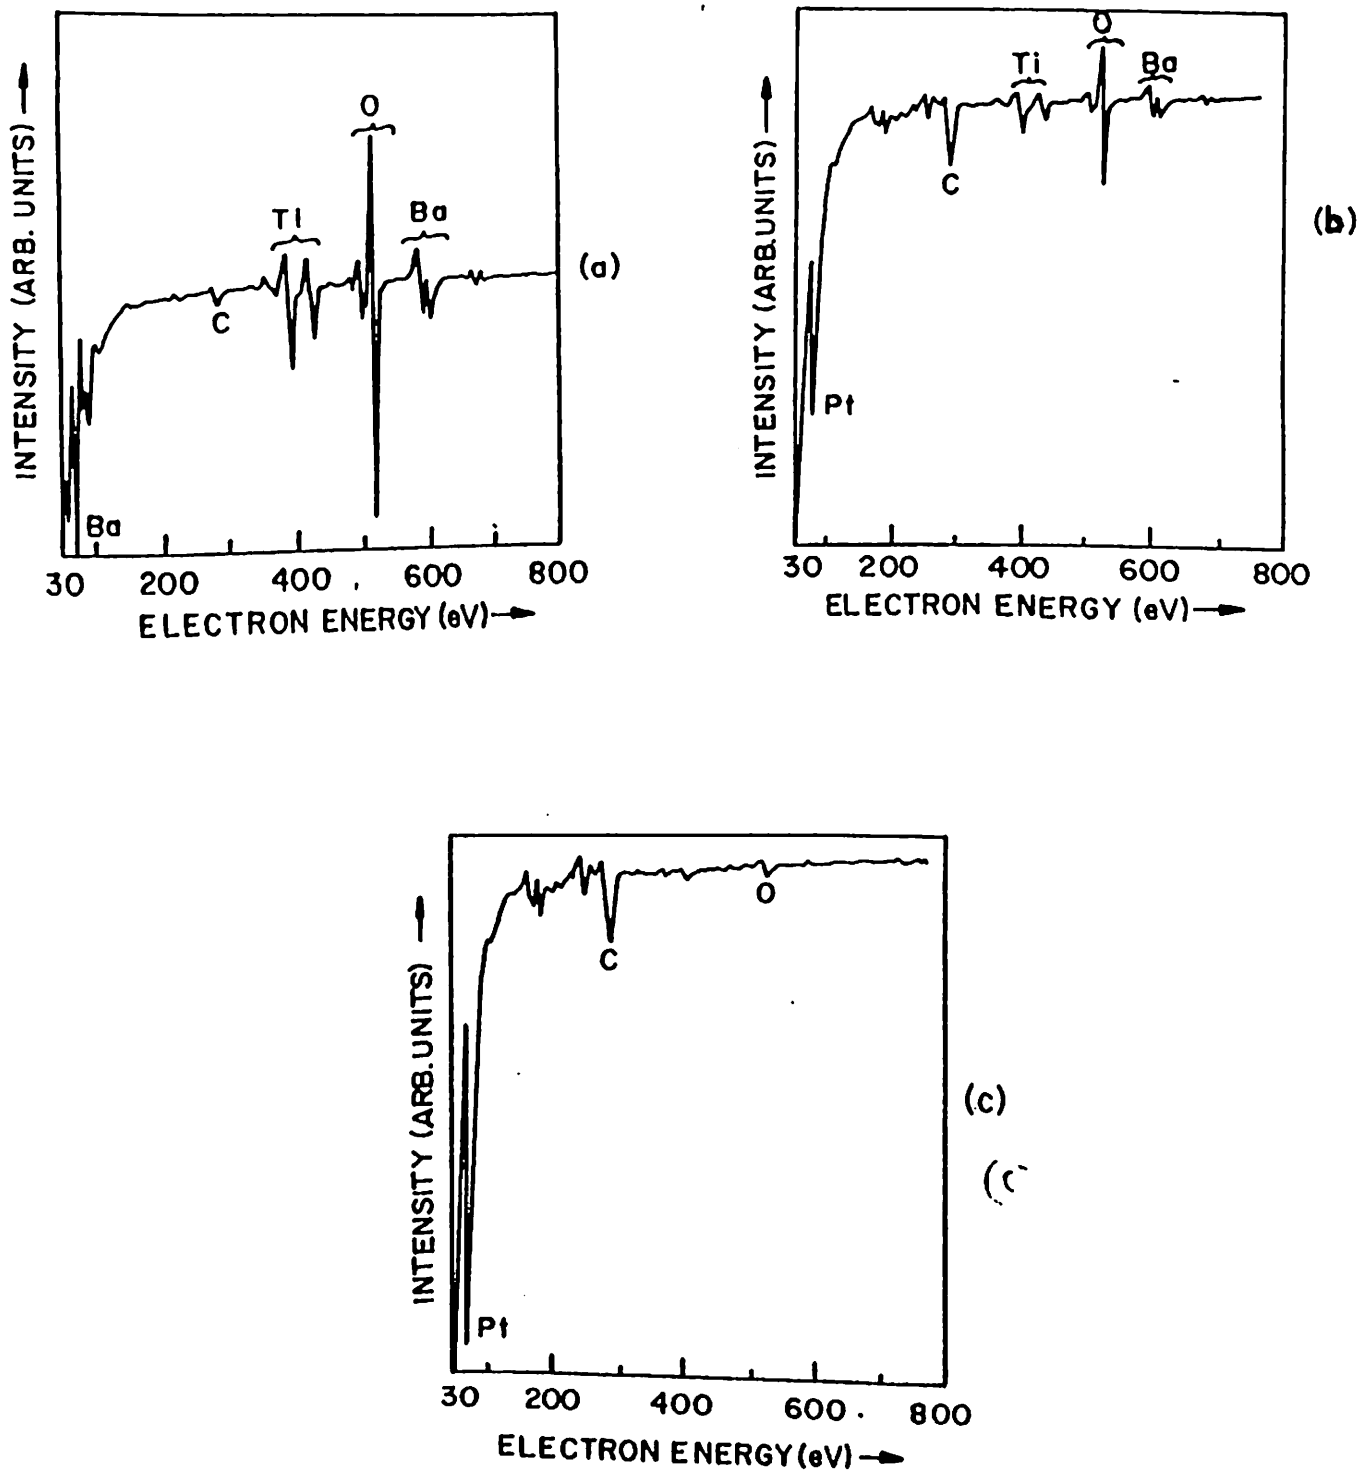 INTENSITY (ARB. UNITS)
O
Ti
Ba
C
Ba
(a)
30 200 400 600 800
ELECTRON ENERGY (eV)
INTENSITY (ARB.UNITS)
O
Ti
Ba
C
Pt
(b)
30 200 400 600 800
ELECTRON ENERGY (eV)
INTENSITY (ARB.UNITS)
O
C
Pt
(c)
30 200 400 600 800
ELECTRON ENERGY (eV)